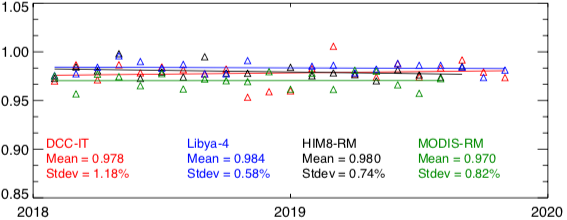 1.05
1.00
0.95
0.90
0.85
DCC-IT Libya-4 HIM8-RM MODIS-RM
Mean = 0.978 Mean = 0.984 Mean = 0.980 Mean = 0.970
Stdev = 1.18% Stdev = 0.58% Stdev = 0.74% Stdev = 0.82%
2018 2019 2020